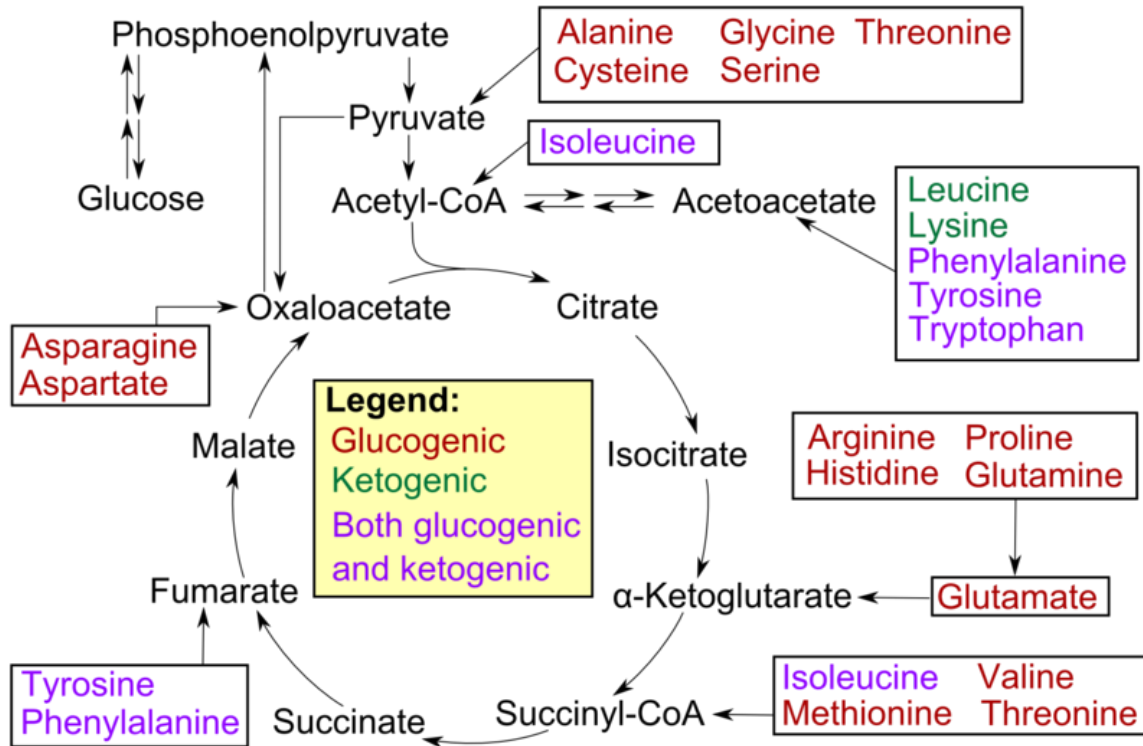 Phosphoenolpyruvate
Alanine Glycine Threonine
Cysteine Serine
Pyruvate
Isoleucine
Glucose
Acetyl-CoA
Acetoacetate
Leucine
Lysine
Phenylalanine
Tyrosine
Tryptophan
Oxaloacetate
Citrate
Asparagine
Aspartate
Legend:
Glucogenic
Ketogenic
Both glucogenic
and ketogenic
Malate
Isocitrate
Arginine Proline
Histidine Glutamine
Fumarate
α-Ketoglutarate
Glutamate
Tyrosine
Phenylalanine
Succinate
Succinyl-CoA
Isoleucine Valine
Methionine Threonine